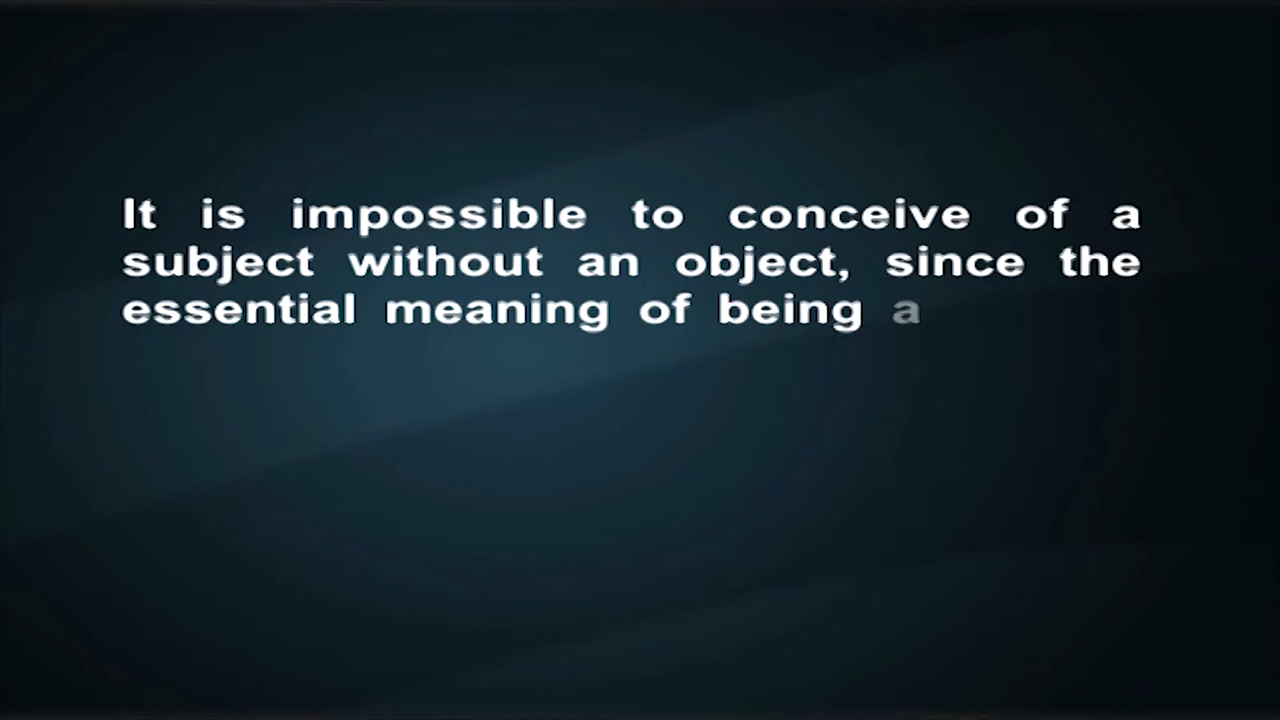 It is impossible to conceive of a
subject without an object, since the
essential meaning of being a